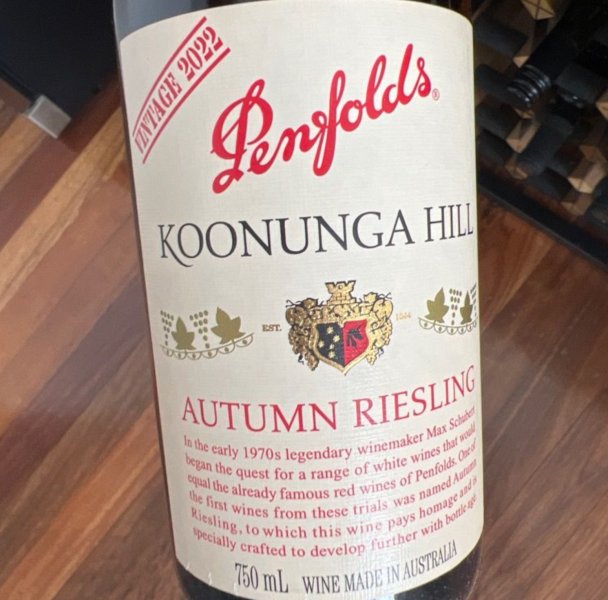 VINTAGE 2022
Penfolds®
KOONUNGA HILL
EST. 1844
AUTUMN RIESLING
In the early 1970s legendary winemaker Max Schubert
began the quest for a range of white wines that would
equal the already famous red wines of Penfolds. One of
the first wines from these trials was named Autumn
Riesling, to which this wine pays homage and is
specially crafted to develop further with bottle age.
750 mL WINE MADE IN AUSTRALIA